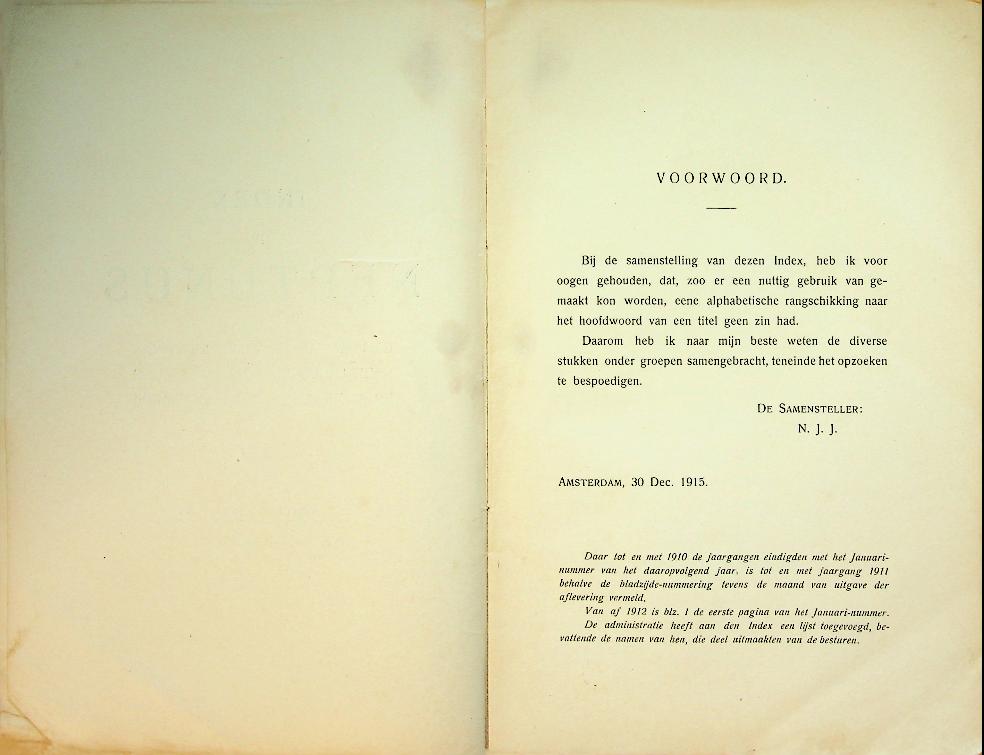 VOORWOORD.
Bij de samenstelling van dezen Index, heb ik voor
oogen gehouden, dat, zoo er een nuttig gebruik van ge-
maakt kon worden, eene alphabetische rangschikking naar
het hoofdwoord van een titel geen zin had.
Daarom heb ik naar mijn beste weten de diverse
stukken onder groepen samengebracht, teneinde het opzoeken
te bespoedigen.
DE SAMENSTELLER:
N. J. J.
AMSTERDAM, 30 Dec. 1915.
Daar tot en met 1910 de jaargangen eindigden met het Januari-
nummer van het daaropvolgend jaar, is tot en met jaargang 1911
behalve de bladzijde-nummering tevens de maand van uitgave der
aflevering vermeld.
Van af 1912 is blz. 1 de eerste pagina van het Januari-nummer.
De administratie heeft aan den Index een lijst toegevoegd, be-
vattende de namen van hen, die deel uitmaakten van de besturen.